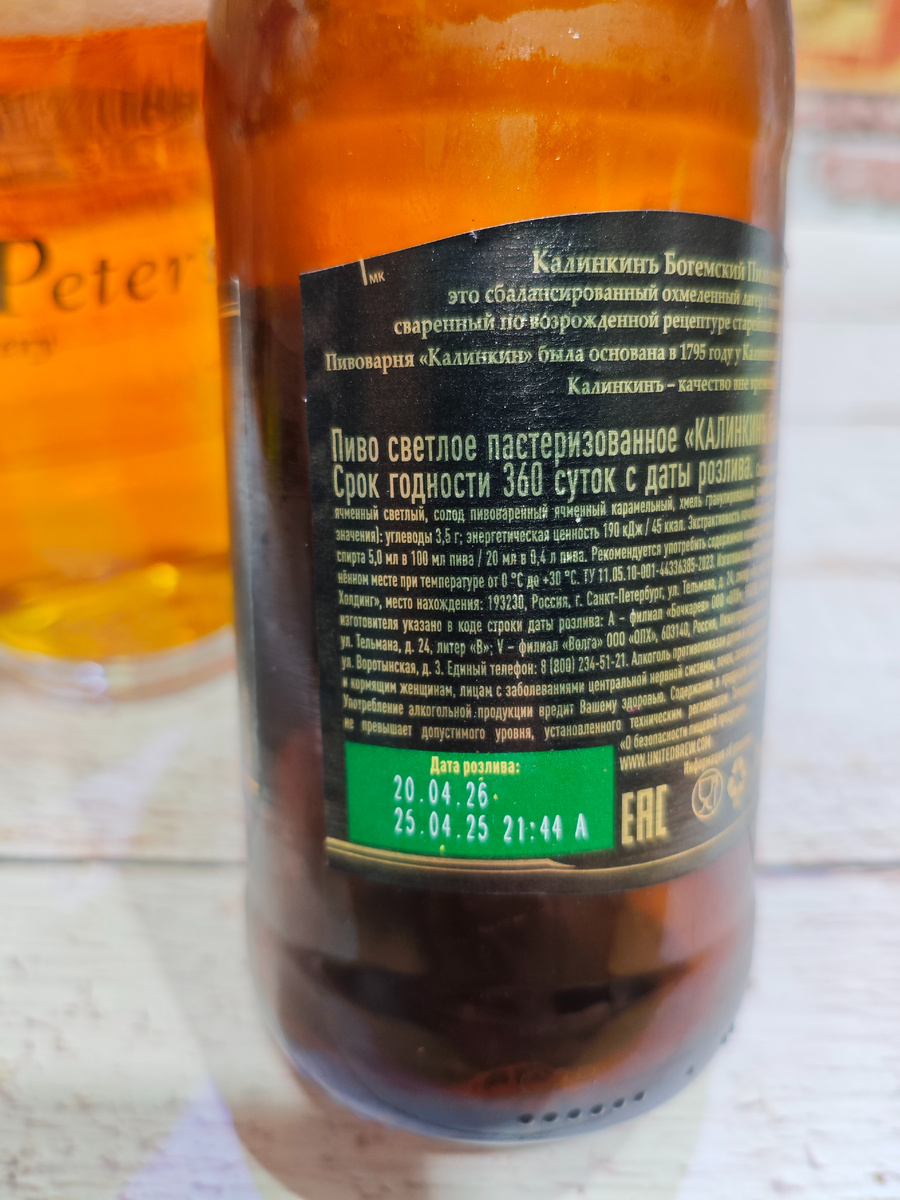 Peter
МК
Калинкинъ Богемский
это сбалансированный охмеленный лагер
сваренный по возрожденной рецептуре
Пивоварня «Калинкин» была основана в 1795 году у
Калинкинъ – качество вне
Пиво светлое пастеризованное «КАЛИНКИНЪ
Срок годности 360 суток с даты розлива.
ячменный светлый, солод пивоваренный ячменный карамельный, хмель гранулированный
значения): углеводы 3,5 г; энергетическая ценность 190 кДж / 45 ккал. Экстрактивность
спирта 5,0 мл в 100 мл пива / 20 мл в 0,4 л пива. Рекомендуется употребить содержимое
нённом месте при температуре от 0 °С до +30 °С. ТУ 11.05.10-001-44336385-2023.
Холдинг», место нахождения: 193230, Россия, г. Санкт-Петербург, ул. Тельмана, д. 24,
изготовителя указано в коде строки даты розлива: А – филиал «Бочкарев» ООО
ул. Тельмана, д. 24, литер «В»; V – филиал «Волга» ООО «ОПХ», 603140, Россия,
ул. Воротынская, д. 3. Единый телефон: 8 (800) 234-51-21. Алкоголь противопоказан
и кормящим женщинам, лицам с заболеваниями центральной нервной системы,
Употребление алкогольной продукции вредит Вашему здоровью. Содержание
не превышает допустимого уровня, установленного техническим регламентом
«О безопасности пищевой
WWW.UNITEDBREW.COM
Информация
Дата розлива:
20.04.26
25.04.25 21:44 А
EAC